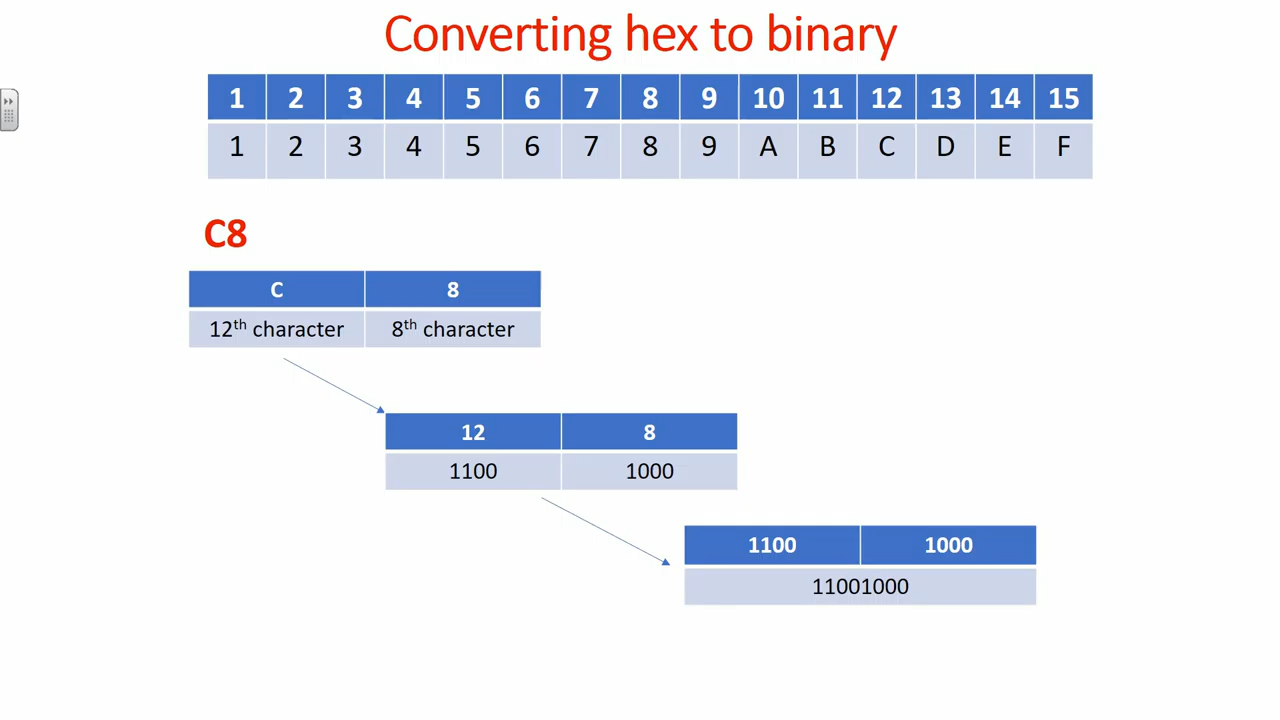 Converting hex to binary
1 2 3 4 5 6 7 8 9 10 11 12 13 14 15
1 2 3 4 5 6 7 8 9 A B C D E F
C8
C 8
12th character 8th character
12 8
1100 1000
1100 1000
11001000